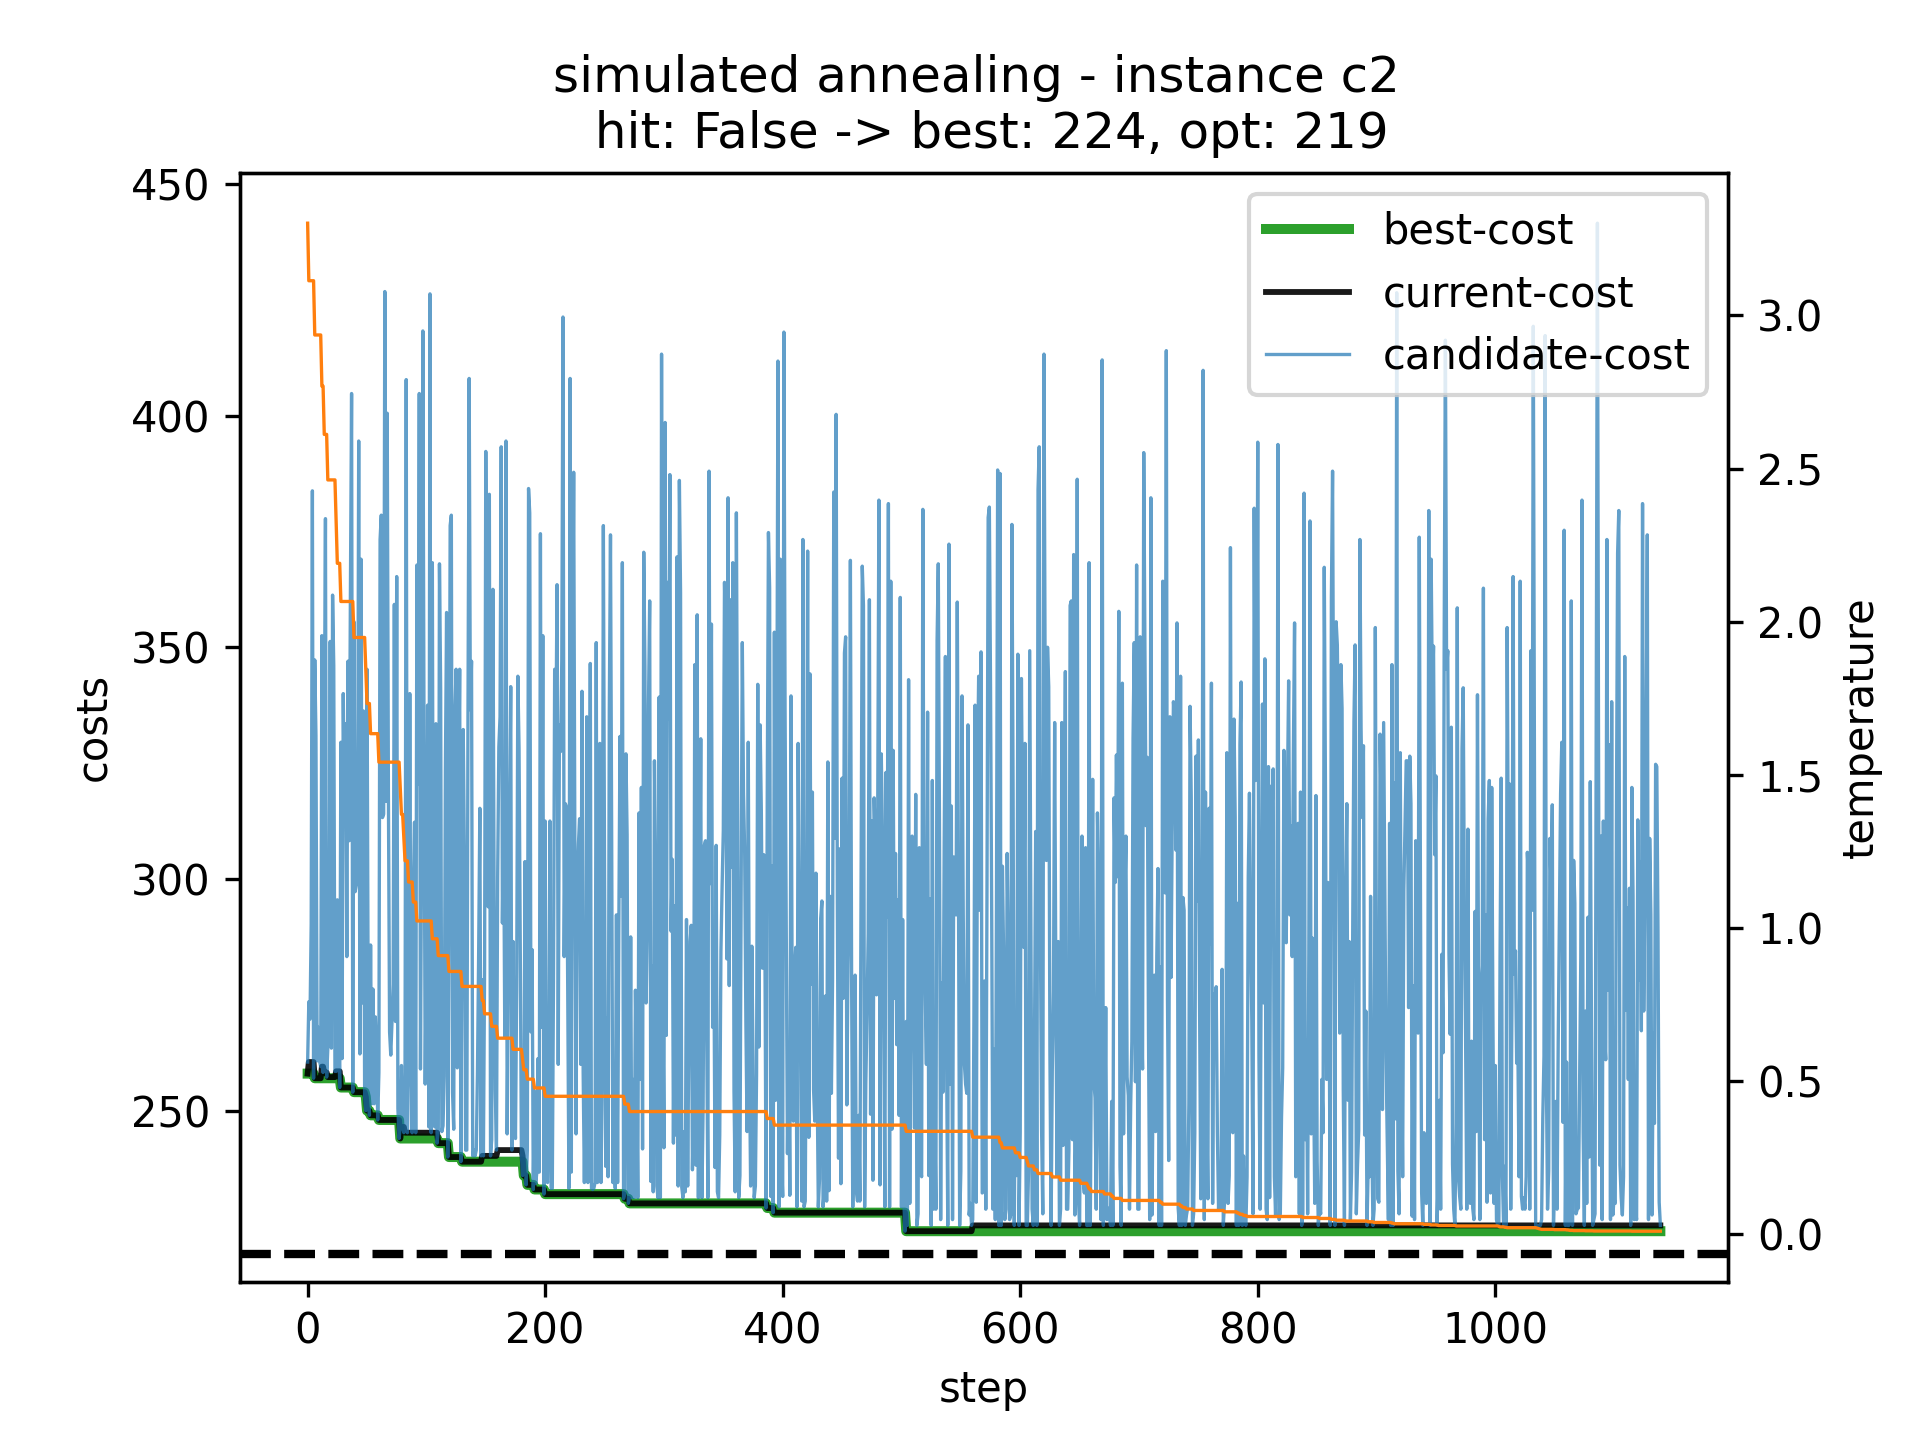 simulated annealing - instance c2
hit: False -> best: 224, opt: 219
450
400
350
300
250
costs
best-cost
current-cost
candidate-cost
3.0
2.5
2.0
1.5
1.0
0.5
0.0
temperature
0 200 400 600 800 1000
step